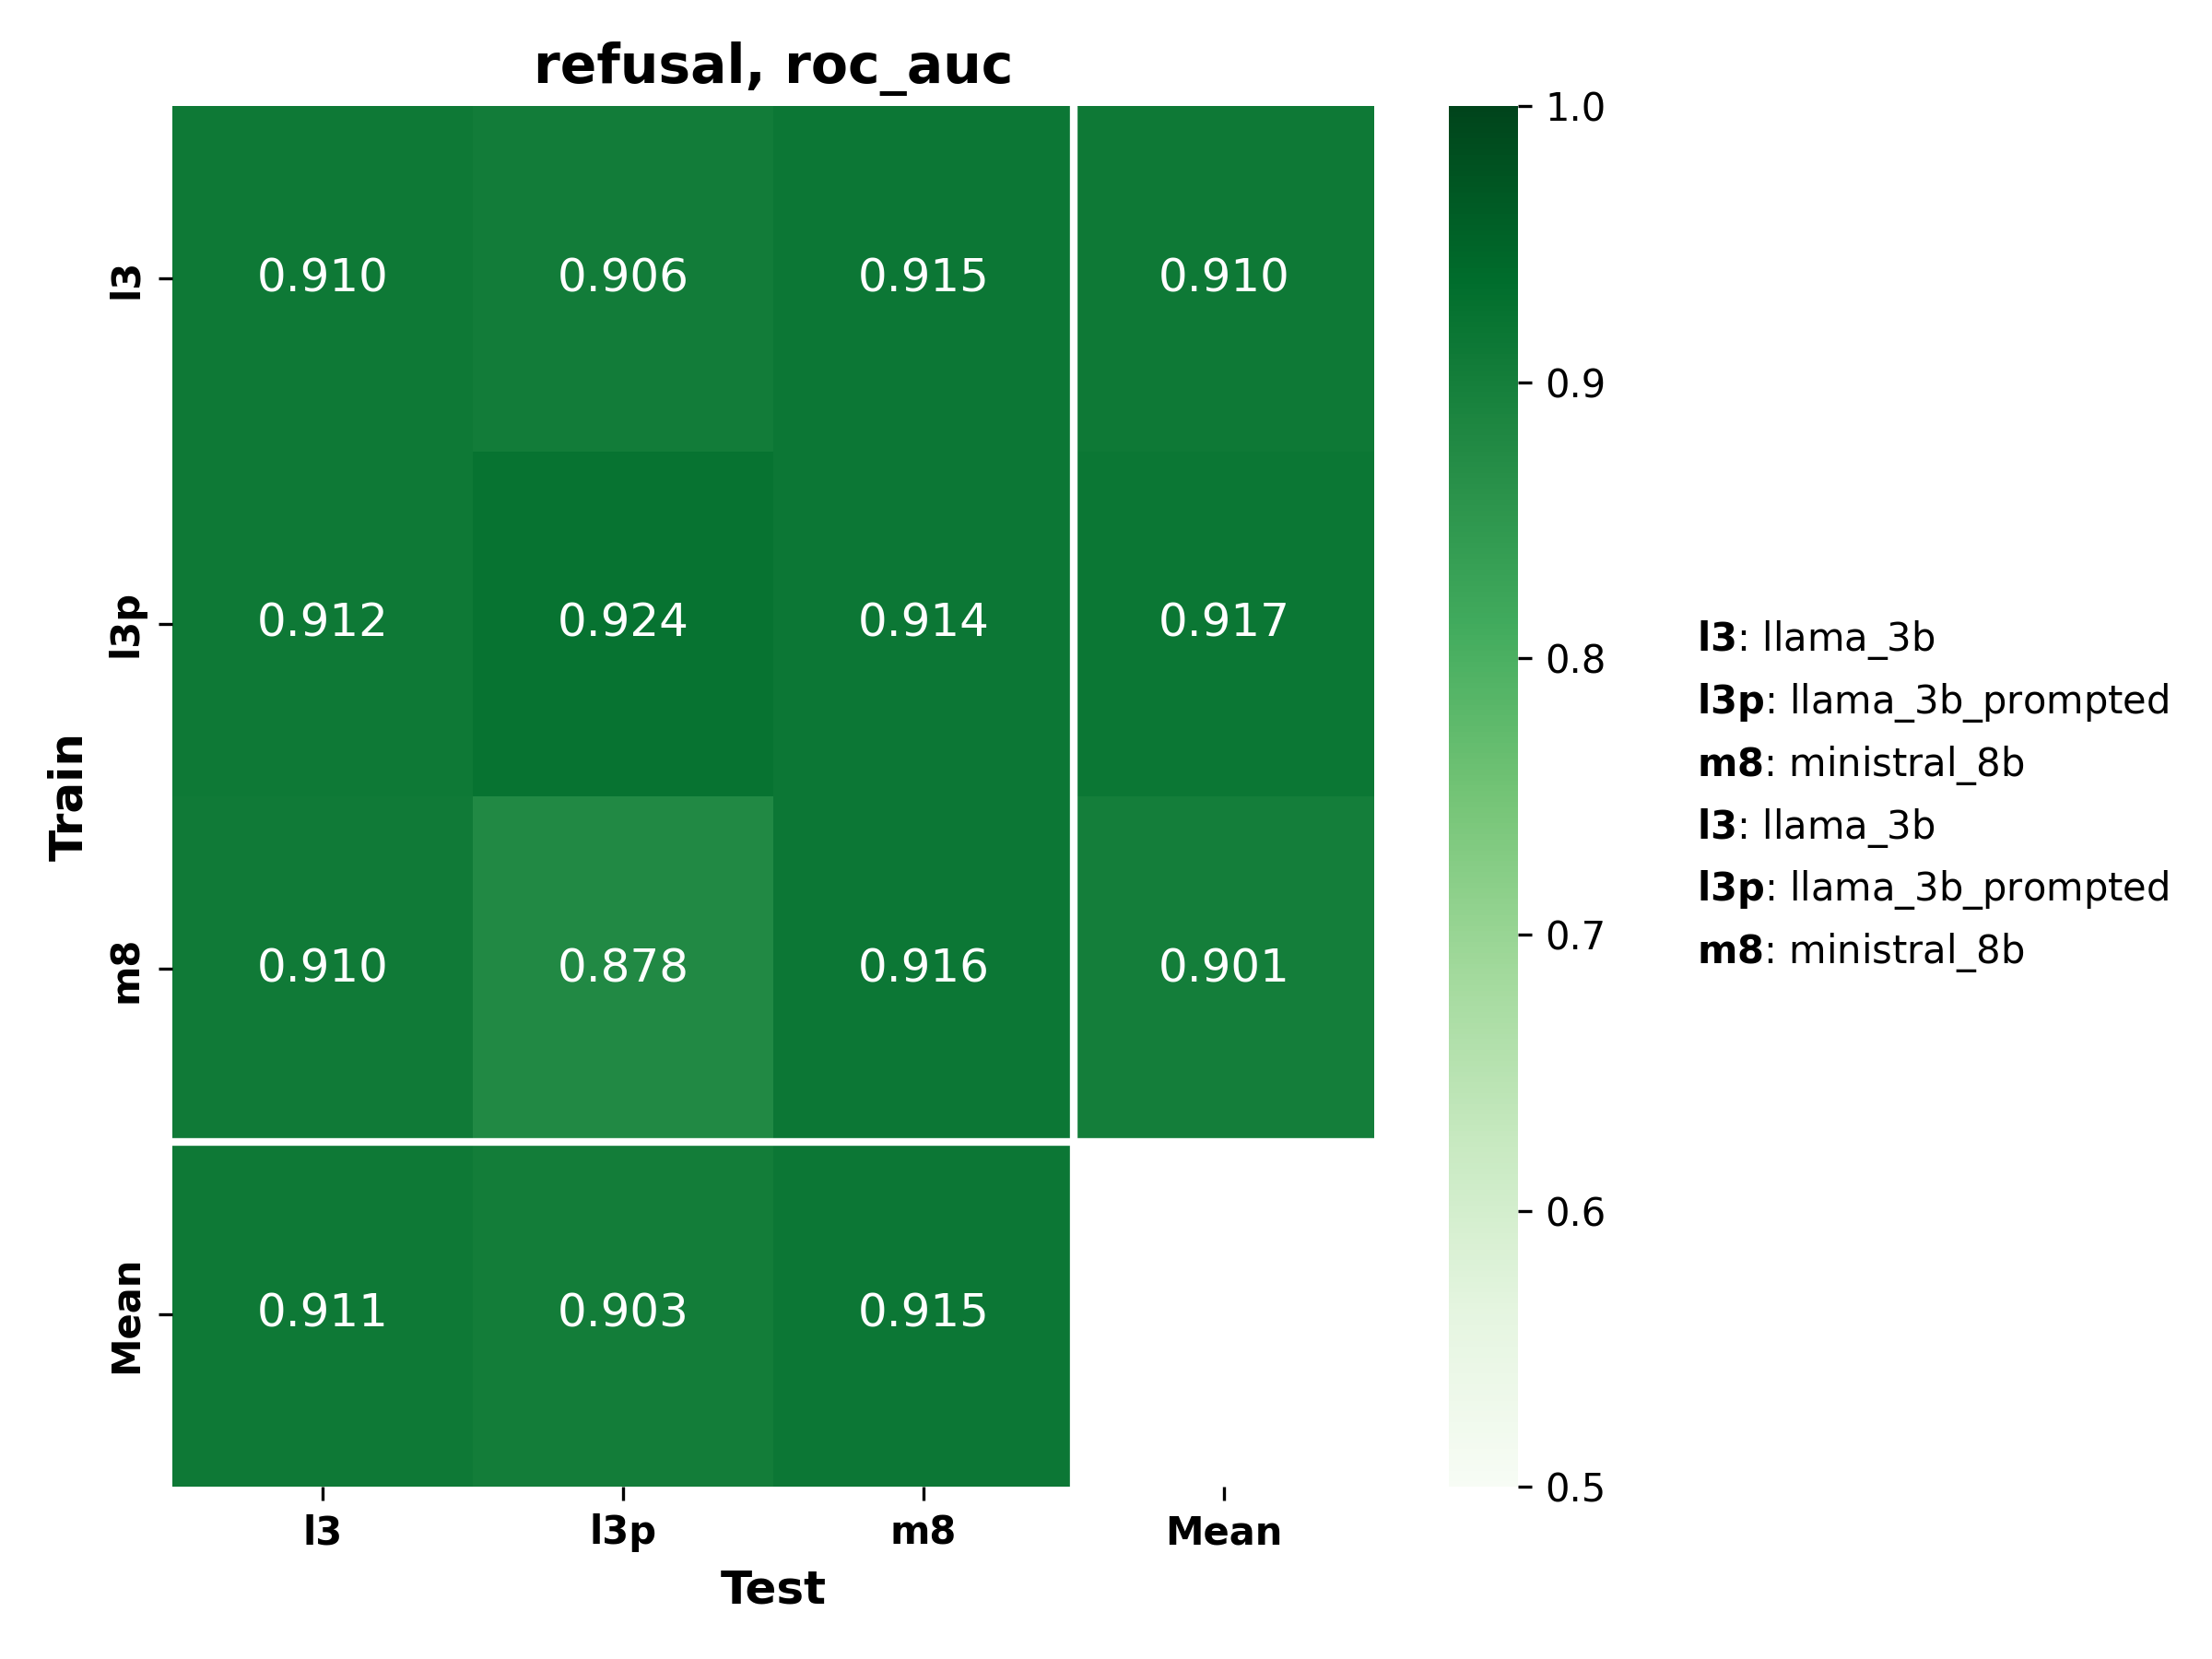 refusal, roc_auc
Train
l3
0.910 0.906 0.915 0.910
l3p
0.912 0.924 0.914 0.917
m8
0.910 0.878 0.916 0.901
Mean
0.911 0.903 0.915
l3 l3p m8 Mean
Test
1.0
0.9
0.8
0.7
0.6
0.5
l3: llama_3b
l3p: llama_3b_prompted
m8: ministral_8b
l3: llama_3b
l3p: llama_3b_prompted
m8: ministral_8b